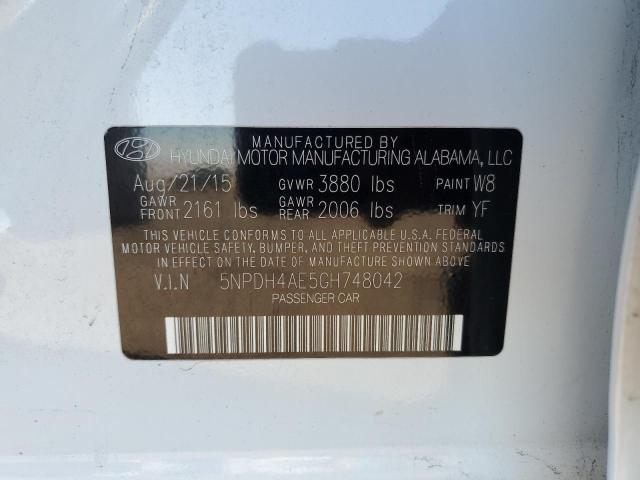 MANUFACTURED BY
HYUNDAI MOTOR MANUFACTURING ALABAMA, LLC
Aug/21/15 GVWR 3880 lbs PAINT W8
GAWR FRONT 2161 lbs GAWR REAR 2006 lbs TRIM YF
THIS VEHICLE CONFORMS TO ALL APPLICABLE U.S.A. FEDERAL
MOTOR VEHICLE SAFETY, BUMPER, AND THEFT PREVENTION
STANDARDS IN EFFECT ON THE DATE OF MANUFACTURE SHOWN ABOVE.
V.I.N 5NPDH4AE5GH748042
PASSENGER CAR